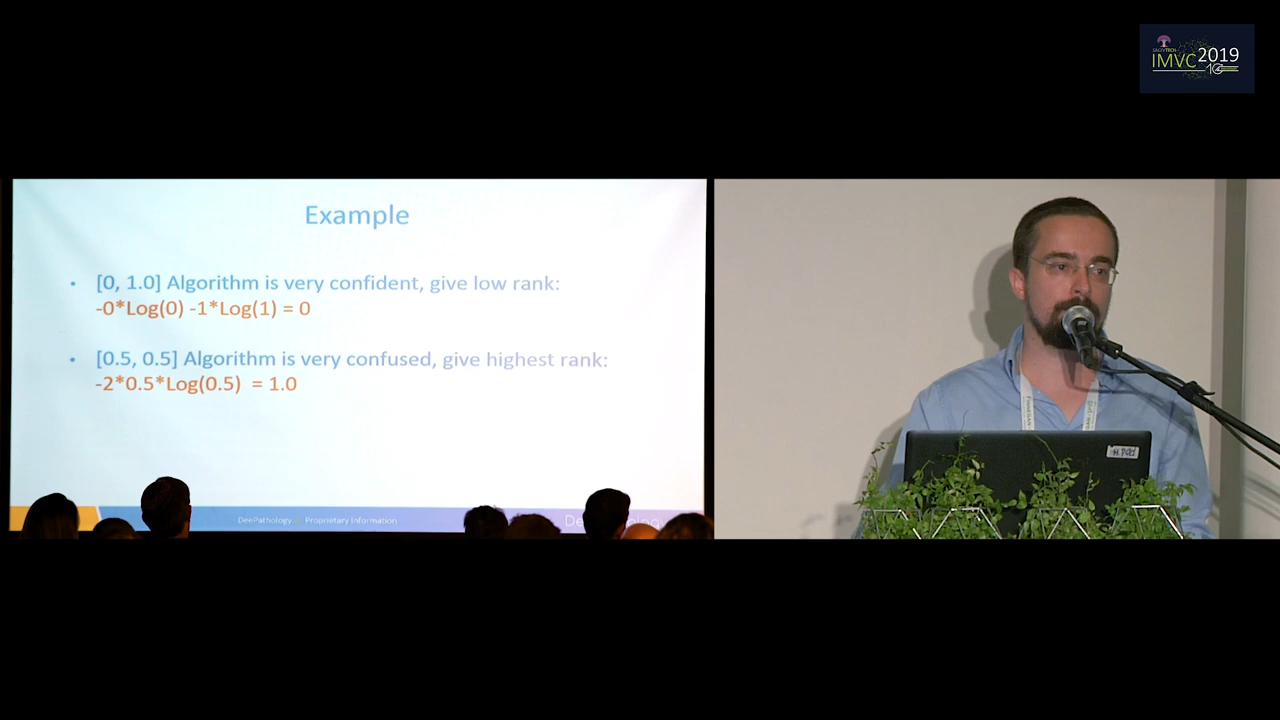 IMVC 2019
Example
• [0, 1.0] Algorithm is very confident, give low rank:
-0*Log(0) -1*Log(1) = 0
• [0.5, 0.5] Algorithm is very confused, give highest rank:
-2*0.5*Log(0.5) = 1.0
DeePathology Proprietary Information